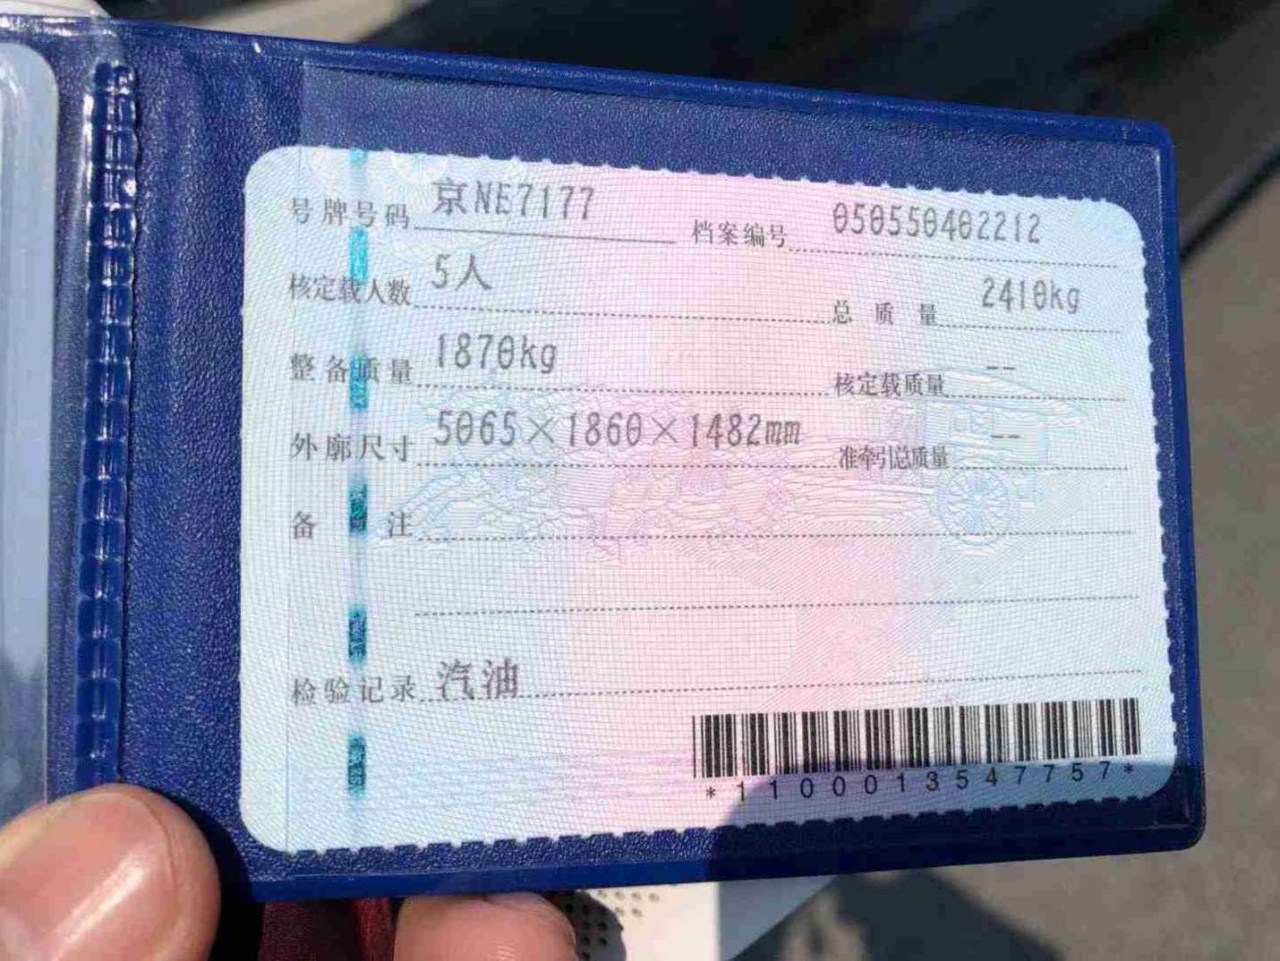 号牌号码 京NE7177 档案编号 050550402212
核定载人数 5人 总质量 2410kg
整备质量 1870kg 核定载质量 --
外廓尺寸 5065×1860×1482mm 准牵引总质量 --
备注
检验记录 汽油
*110001354775​7*